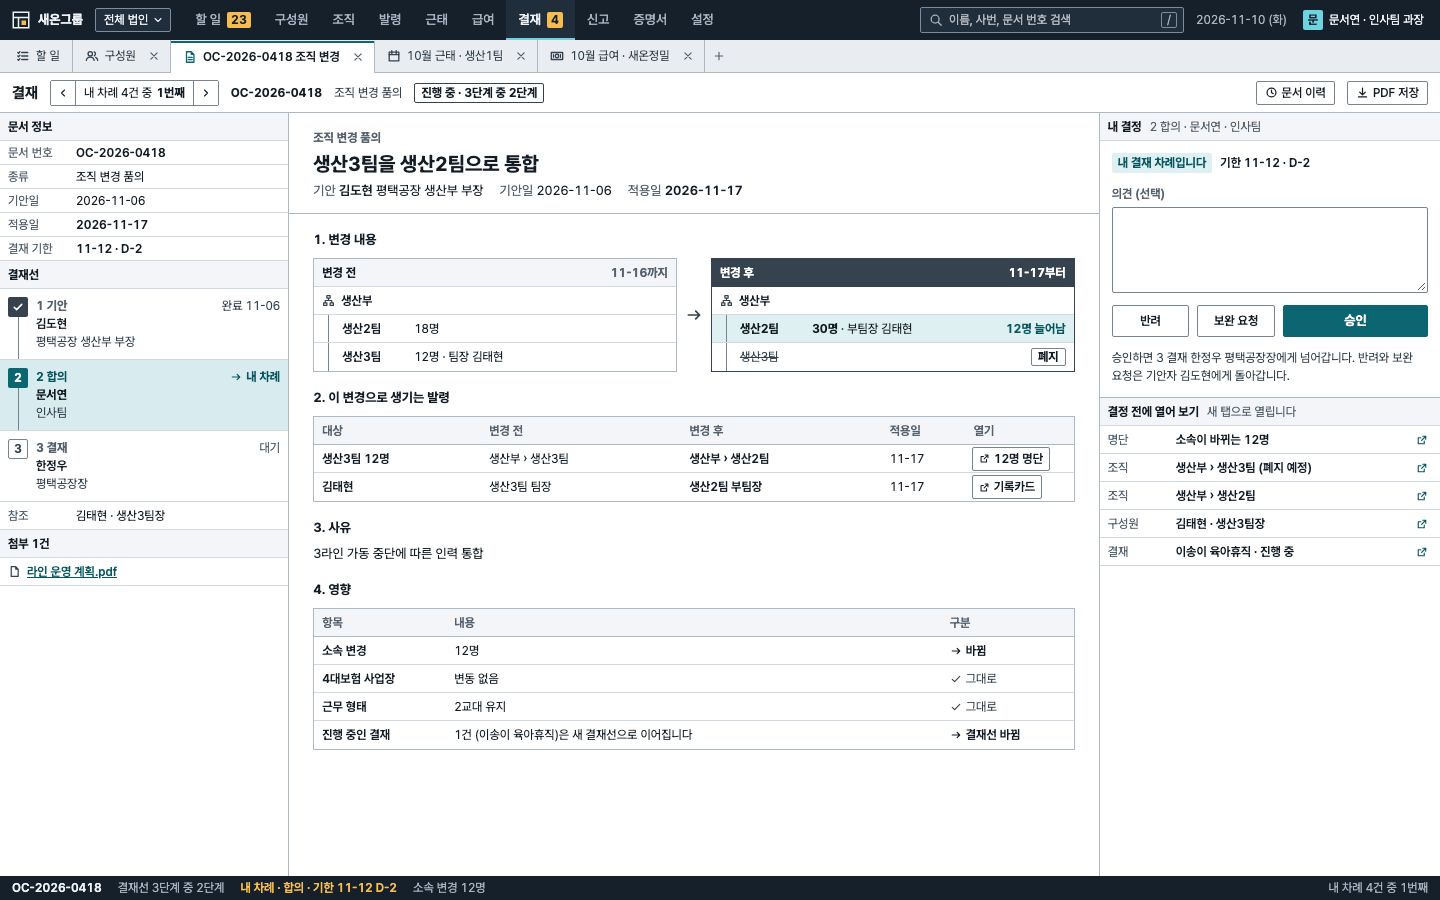 새온그룹 전체 법인 할 일 23 구성원 조직 발령 근태 급여 결재 4 신고 증명서 설정 이름, 사번, 문서 번호 검색 / 2026-11-10 (화) 문 문서연 · 인사팀 과장
할 일 구성원 OC-2026-0418 조직 변경 10월 근태 · 생산1팀 10월 급여 · 새온정밀
결재 내 차례 4건 중 1번째 OC-2026-0418 조직 변경 품의 진행 중 · 3단계 중 2단계 문서 이력 PDF 저장
문서 정보
문서 번호 OC-2026-0418
종류 조직 변경 품의
기안일 2026-11-06
적용일 2026-11-17
결재 기한 11-12 · D-2
결재선
1 기안 완료 11-06
김도현
평택공장 생산부 부장
2 2 합의 내 차례
문서연
인사팀
3 3 결재 대기
한정우
평택공장장
참조 김태현 · 생산3팀장
첨부 1건
라인 운영 계획.pdf
조직 변경 품의
생산3팀을 생산2팀으로 통합
기안 김도현 평택공장 생산부 부장 기안일 2026-11-06 적용일 2026-11-17
1. 변경 내용
변경 전 11-16까지
생산부
생산2팀 18명
생산3팀 12명 · 팀장 김태현
변경 후 11-17부터
생산부
생산2팀 30명 · 부팀장 김태현 12명 늘어남
생산3팀 폐지
2. 이 변경으로 생기는 발령
대상 변경 전 변경 후 적용일 열기
생산3팀 12명 생산부 › 생산3팀 생산부 › 생산2팀 11-17 12명 명단
김태현 생산3팀 팀장 생산2팀 부팀장 11-17 기록카드
3. 사유
3라인 가동 중단에 따른 인력 통합
4. 영향
항목 내용 구분
소속 변경 12명 바뀜
4대보험 사업장 변동 없음 그대로
근무 형태 2교대 유지 그대로
진행 중인 결재 1건 (이송이 육아휴직)은 새 결재선으로 이어집니다 결재선 바뀜
내 결정 2 합의 · 문서연 · 인사팀
내 결재 차례입니다 기한 11-12 · D-2
의견 (선택)
반려 보완 요청 승인
승인하면 3 결재 한정우 평택공장장에게 넘어갑니다. 반려와 보완
요청은 기안자 김도현에게 돌아갑니다.
결정 전에 열어 보기 새 탭으로 열립니다
명단 소속이 바뀌는 12명
조직 생산부 › 생산3팀 (폐지 예정)
조직 생산부 › 생산2팀
구성원 김태현 · 생산3팀장
결재 이송이 육아휴직 · 진행 중
OC-2026-0418 결재선 3단계 중 2단계 내 차례 · 합의 · 기한 11-12 D-2 소속 변경 12명 내 차례 4건 중 1번째